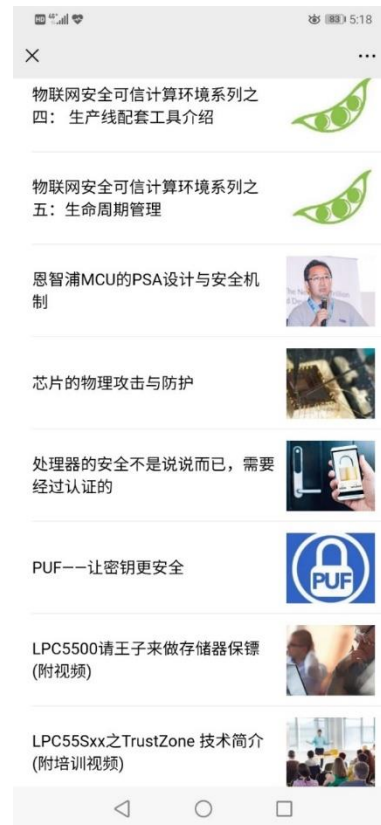 HD 46+ 83 5:18
物联网安全可信计算环境系列之
四： 生产线配套工具介绍
物联网安全可信计算环境系列之
五：生命周期管理
恩智浦MCU的PSA设计与安全机
制
芯片的物理攻击与防护
处理器的安全不是说说而已，需要
经过认证的
PUF——让密钥更安全
PUF
LPC5500请王子来做存储器保镖
(附视频)
LPC55Sxx之TrustZone 技术简介
(附培训视频)